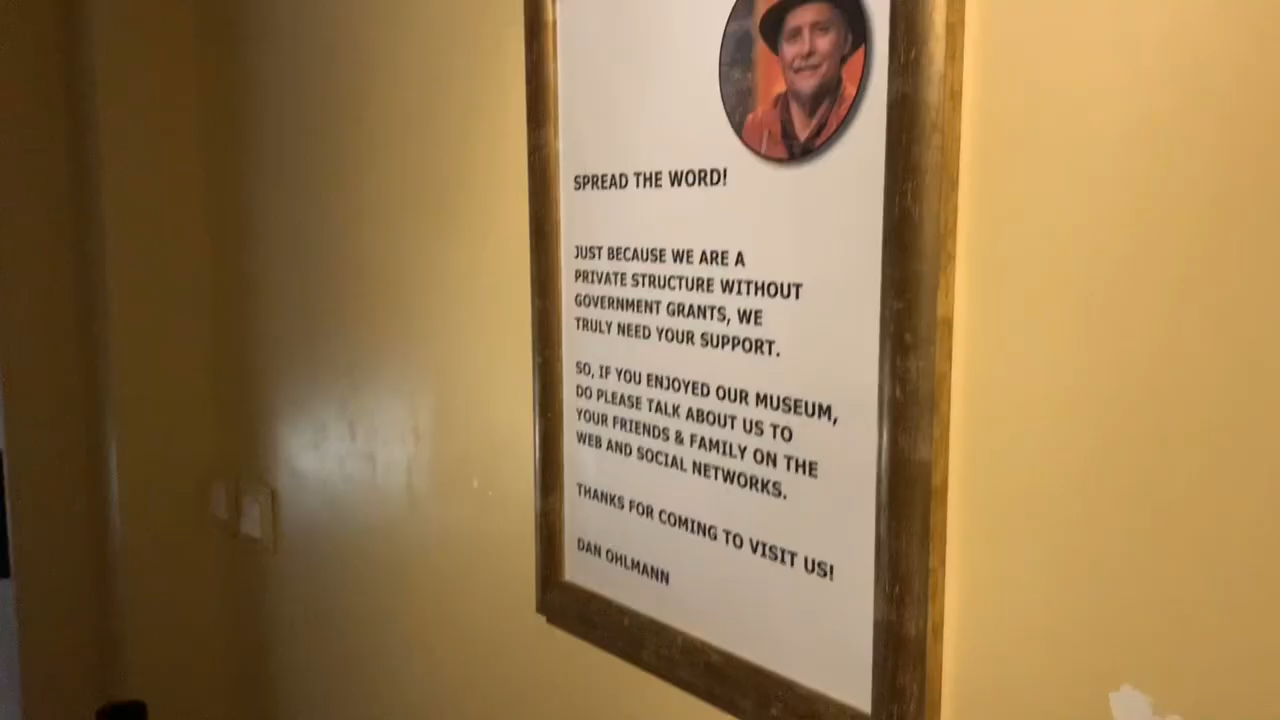 SPREAD THE WORD!
JUST BECAUSE WE ARE A
PRIVATE STRUCTURE WITHOUT
GOVERNMENT GRANTS, WE
TRULY NEED YOUR SUPPORT.
SO, IF YOU ENJOYED OUR MUSEUM,
DO PLEASE TALK ABOUT US TO
YOUR FRIENDS & FAMILY ON THE
WEB AND SOCIAL NETWORKS.
THANKS FOR COMING TO VISIT US!
DAN OHLMANN